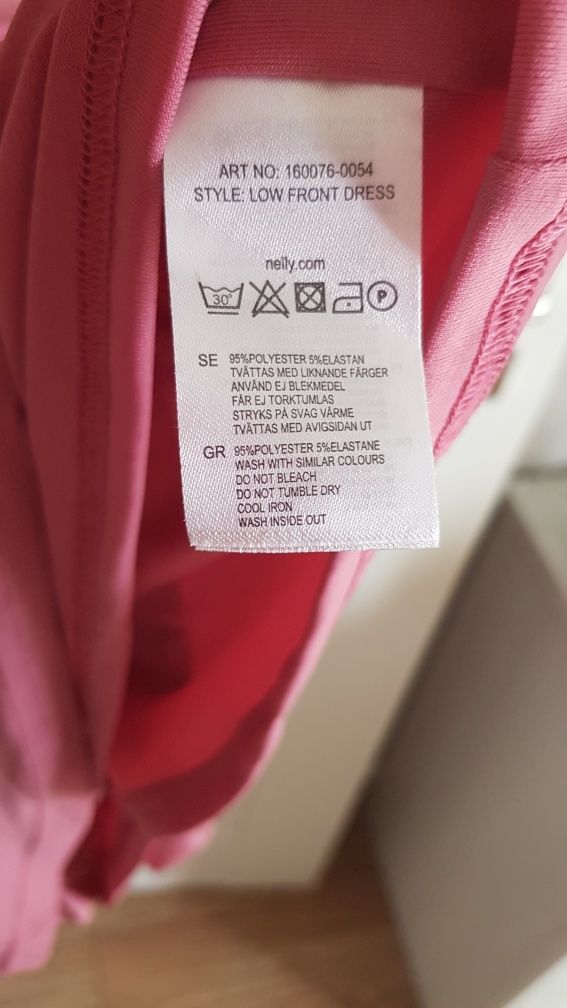 ART NO: 160076-0054
STYLE: LOW FRONT DRESS
nelly.com
30°
P
SE 95%POLYESTER 5%ELASTAN
TVÄTTAS MED LIKNANDE FÄRGER
ANVÄND EJ BLEKMEDEL
FÅR EJ TORKTUMLAS
STRYKS PÅ SVAG VÄRME
TVÄTTAS MED AVIGSIDAN UT
GR 95%POLYESTER 5%ELASTANE
WASH WITH SIMILAR COLOURS
DO NOT BLEACH
DO NOT TUMBLE DRY
COOL IRON
WASH INSIDE OUT